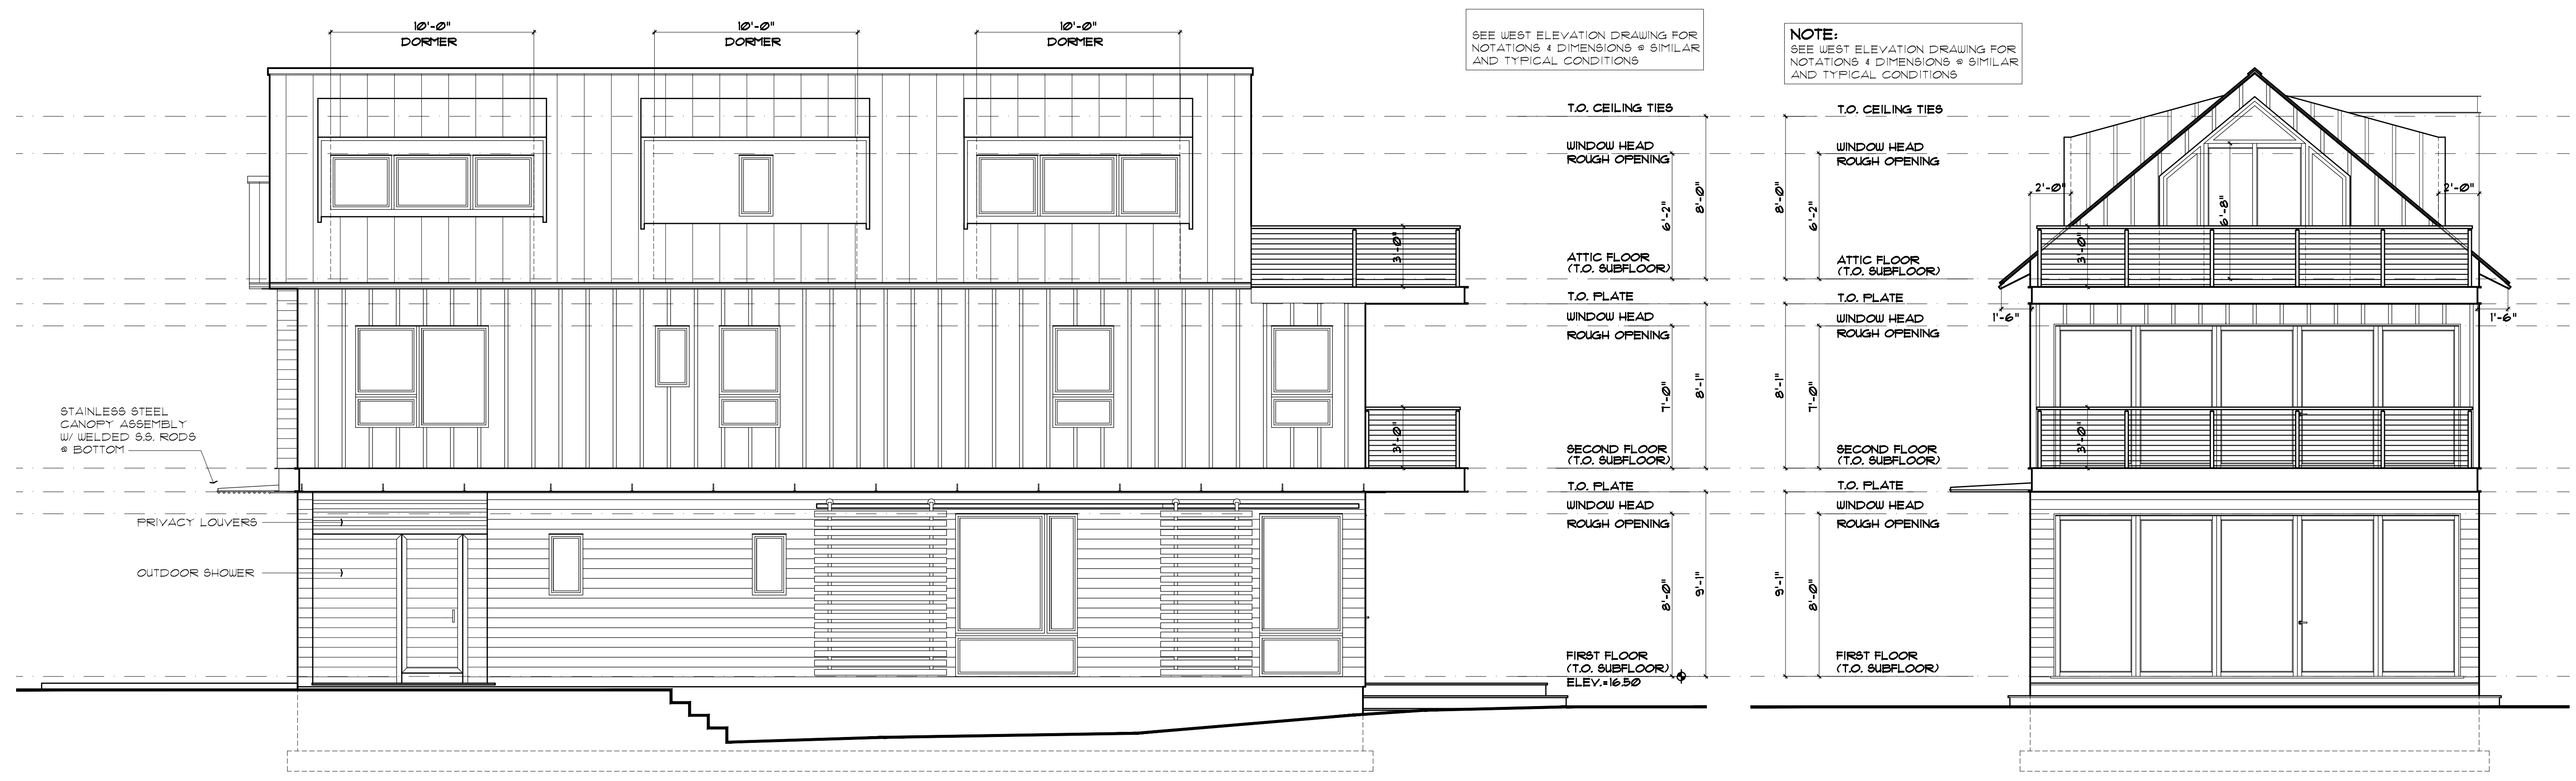 10'-0"
DORMER
10'-0"
DORMER
10'-0"
DORMER
SEE WEST ELEVATION DRAWING FOR
NOTATIONS & DIMENSIONS @ SIMILAR
AND TYPICAL CONDITIONS
NOTE:
SEE WEST ELEVATION DRAWING FOR
NOTATIONS & DIMENSIONS @ SIMILAR
AND TYPICAL CONDITIONS
STAINLESS STEEL
CANOPY ASSEMBLY
W/ WELDED S.S. RODS
@ BOTTOM
PRIVACY LOUVERS
OUTDOOR SHOWER
3'-0"
3'-0"
T.O. CEILING TIES
WINDOW HEAD
ROUGH OPENING
6'-2"
8'-0"
ATTIC FLOOR
(T.O. SUBFLOOR)
T.O. PLATE
WINDOW HEAD
ROUGH OPENING
7'-0"
8'-1"
SECOND FLOOR
(T.O. SUBFLOOR)
T.O. PLATE
WINDOW HEAD
ROUGH OPENING
8'-0"
9'-1"
FIRST FLOOR
(T.O. SUBFLOOR)
ELEV.=16.50
T.O. CEILING TIES
WINDOW HEAD
ROUGH OPENING
8'-0"
6'-2"
ATTIC FLOOR
(T.O. SUBFLOOR)
T.O. PLATE
WINDOW HEAD
ROUGH OPENING
8'-1"
7'-0"
SECOND FLOOR
(T.O. SUBFLOOR)
T.O. PLATE
WINDOW HEAD
ROUGH OPENING
9'-1"
8'-0"
FIRST FLOOR
(T.O. SUBFLOOR)
2'-0"
2'-0"
6'-8"
3'-0"
1'-6"
1'-6"
3'-0"